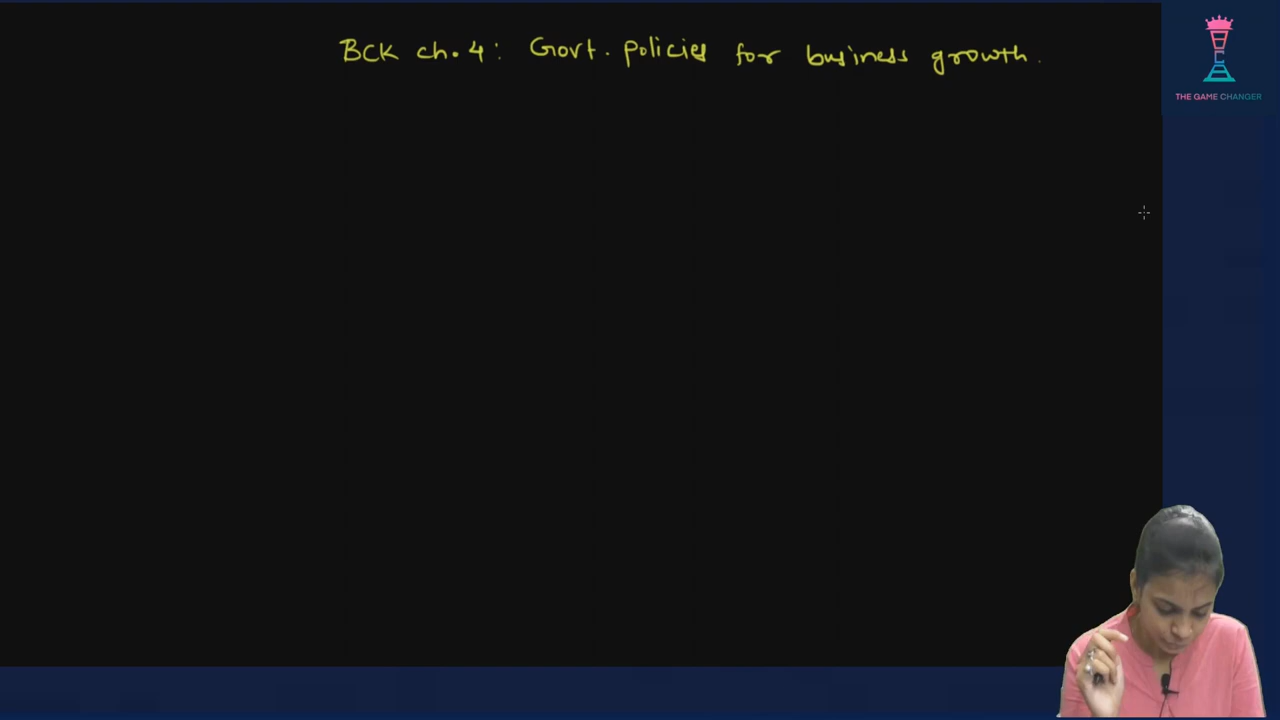 BCK ch. 4 : Govt. policies for business growth.
THE GAME CHANGER